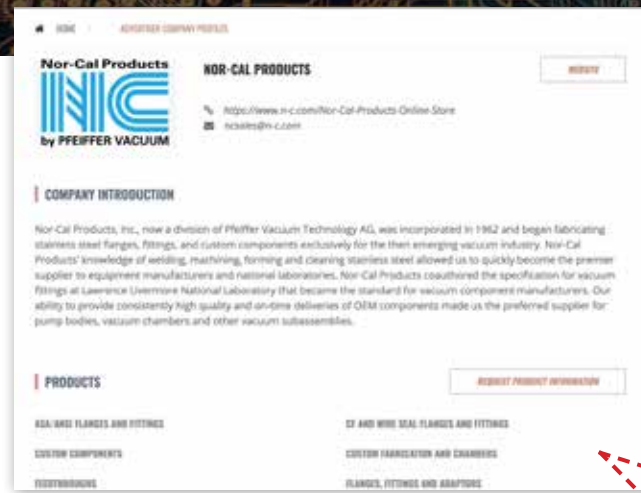 HOME / ADVERTISER COMPANY PROFILES
Nor-Cal Products
NC
by PFEIFFER VACUUM
NOR-CAL PRODUCTS
WEBSITE
https://www.n-c.com/Nor-Cal-Products-Online-Store
ncsales@n-c.com
COMPANY INTRODUCTION
Nor-Cal Products, Inc., now a division of Pfeiffer Vacuum Technology AG, was incorporated in 1962 and began fabricating
stainless steel flanges, fittings, and custom components exclusively for the then emerging vacuum industry. Nor-Cal
Products' knowledge of welding, machining, forming and cleaning stainless steel allowed us to quickly become the premier
supplier to equipment manufacturers and national laboratories. Nor-Cal Products coauthored the specification for vacuum
fittings at Lawrence Livermore National Laboratory that became the standard for vacuum component manufacturers. Our
ability to provide consistently high quality and on-time deliveries of OEM components made us the preferred supplier for
pump bodies, vacuum chambers and other vacuum subassemblies.
PRODUCTS
REQUEST PRODUCT INFORMATION
ASA/ANSI FLANGES AND FITTINGS
CF AND WIRE SEAL FLANGES AND FITTINGS
CUSTOM COMPONENTS
CUSTOM FABRICATION AND CHAMBERS
FEEDTHROUGHS
FLANGES, FITTINGS AND ADAPTORS